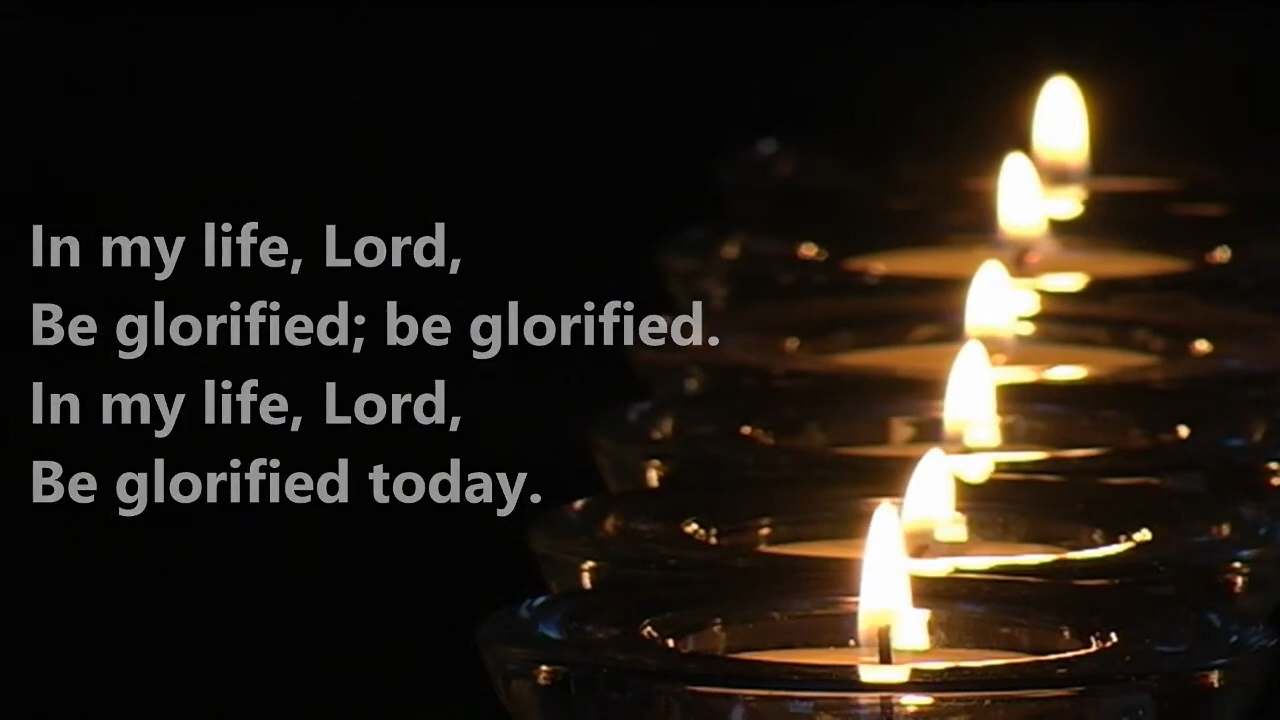 In my life, Lord,
Be glorified; be glorified.
In my life, Lord,
Be glorified today.